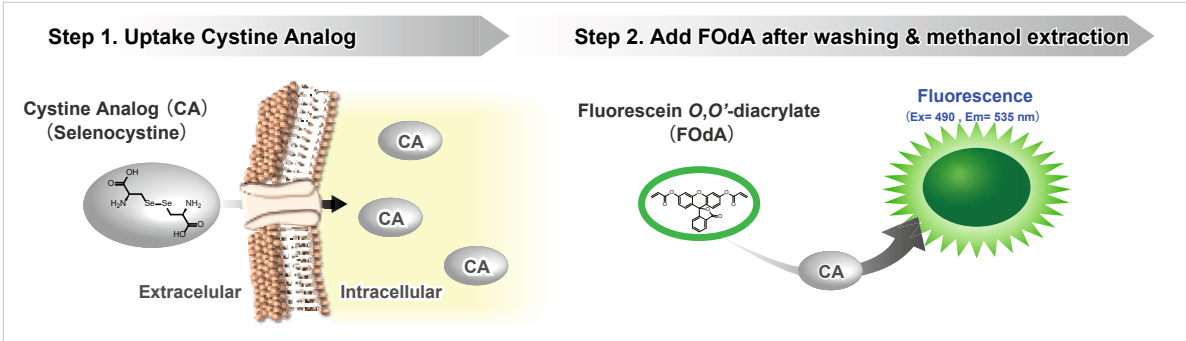 Step 1. Uptake Cystine Analog
Step 2. Add FOdA after washing & methanol extraction
Cystine Analog (CA)
(Selenocystine)
OH
O
H₂N
Se
Se
NH₂
O
HO
Extracelular
Intracellular
CA
CA
CA
Fluorescein O,O'-diacrylate
(FOdA)
O
O
O
O
O
O
O
CA
Fluorescence
(Ex= 490 , Em= 535 nm)